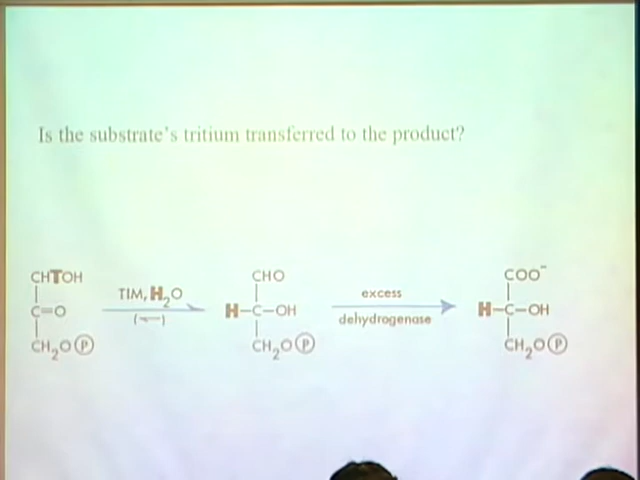 Is the substrate's tritium transferred to the product?
CHTOH
C=O
CH₂O Ⓟ
TIM, H₂O
(⇀)
CHO
H-C-OH
CH₂O Ⓟ
excess
dehydrogenase
COO⁻
H-C-OH
CH₂O Ⓟ